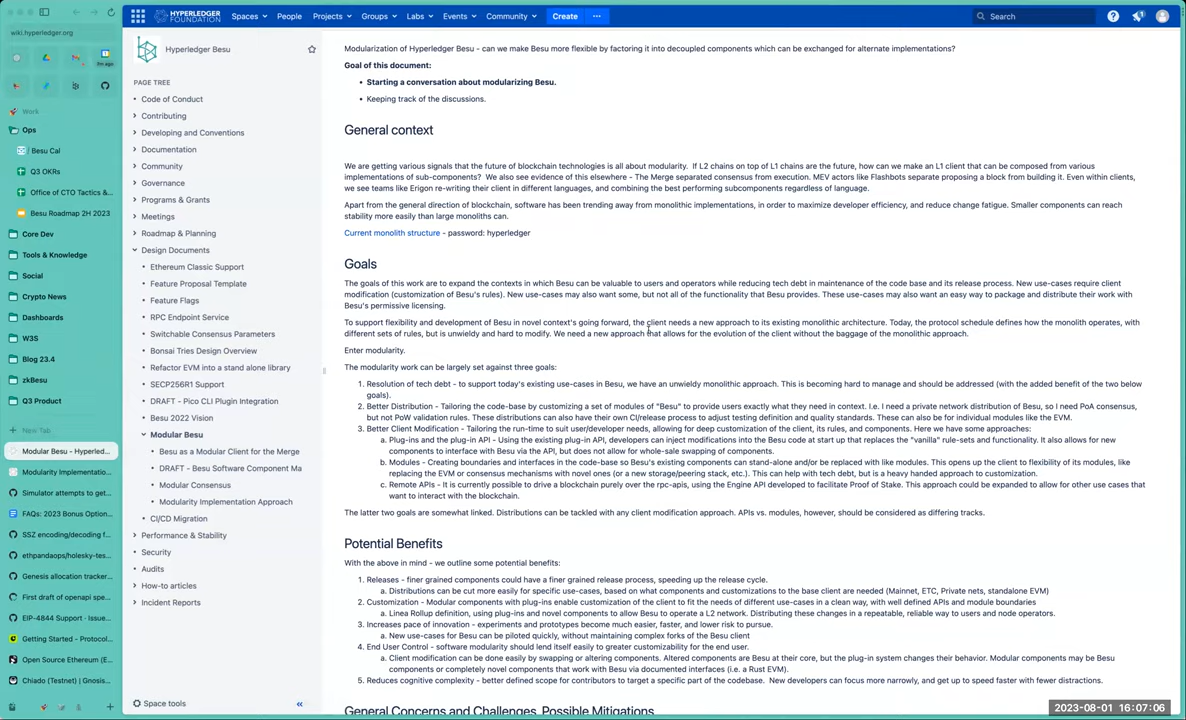 HYPERLEDGER FOUNDATION
Spaces
People
Projects
Groups
Labs
Events
Community
Create
Search
wiki.hyperledger.org
Work
Ops
Besu Cal
Q3 OKRs
Office of CTO Tactics &...
Besu Roadmap 2H 2023
Core Dev
Tools & Knowledge
Social
Crypto News
Dashboards
W3S
Blog 23.4
zkBesu
Q3 Product
New Tab
Modular Besu - Hyperled...
Modularity Implementatio...
Simulator attempts to get...
FAQs: 2023 Bonus Option...
SSZ encoding/decoding f...
ethpandaops/holesky-tes...
Genesis allocation tracker...
First draft of openapi spe...
EIP-4844 Support · Issue...
Getting Started - Protocol...
Open Source Ethereum (E...
Chiado (Testnet) | Gnosis...
Hyperledger Besu
PAGE TREE
Code of Conduct
Contributing
Developing and Conventions
Documentation
Community
Governance
Programs & Grants
Meetings
Roadmap & Planning
Design Documents
Ethereum Classic Support
Feature Proposal Template
Feature Flags
RPC Endpoint Service
Switchable Consensus Parameters
Bonsai Tries Design Overview
Refactor EVM into a stand alone library
SECP256R1 Support
DRAFT - Pico CLI Plugin Integration
Besu 2022 Vision
Modular Besu
Besu as a Modular Client for the Merge
DRAFT - Besu Software Component Ma
Modular Consensus
Modularity Implementation Approach
CI/CD Migration
Performance & Stability
Security
Audits
How-to articles
Incident Reports
Space tools
Modularization of Hyperledger Besu - can we make Besu more flexible by factoring it into decoupled components which can be exchanged for alternate implementations?
Goal of this document:
• Starting a conversation about modularizing Besu.
• Keeping track of the discussions.
General context
We are getting various signals that the future of blockchain technologies is all about modularity. If L2 chains on top of L1 chains are the future, how can we make an L1 client that can be composed from various
implementations of sub-components? We also see evidence of this elsewhere - The Merge separated consensus from execution. MEV actors like Flashbots separate proposing a block from building it. Even within clients,
we see teams like Erigon re-writing their client in different languages, and combining the best performing subcomponents regardless of language.
Apart from the general direction of blockchain, software has been trending away from monolithic implementations, in order to maximize developer efficiency, and reduce change fatigue. Smaller components can reach
stability more easily than large monoliths can.
Current monolith structure - password: hyperledger
Goals
The goals of this work are to expand the contexts in which Besu can be valuable to users and operators while reducing tech debt in maintenance of the code base and its release process. New use-cases require client
modification (customization of Besu's rules). New use-cases may also want some, but not all of the functionality that Besu provides. These use-cases may also want an easy way to package and distribute their work with
Besu's permissive licensing.
To support flexibility and development of Besu in novel context's going forward, the client needs a new approach to its existing monolithic architecture. Today, the protocol schedule defines how the monolith operates, with
different sets of rules, but is unwieldy and hard to modify. We need a new approach that allows for the evolution of the client without the baggage of the monolithic approach.
Enter modularity.
The modularity work can be largely set against three goals:
1. Resolution of tech debt - to support today's existing use-cases in Besu, we have an unwieldy monolithic approach. This is becoming hard to manage and should be addressed (with the added benefit of the two below
goals).
2. Better Distribution - Tailoring the code-base by customizing a set of modules of "Besu" to provide users exactly what they need in context. I.e. I need a private network distribution of Besu, so I need PoA consensus,
but not PoW validation rules. These distributions can also have their own CI/release process to adjust testing definition and quality standards. These can also be for individual modules like the EVM.
3. Better Client Modification - Tailoring the run-time to suit user/developer needs, allowing for deep customization of the client, its rules, and components. Here we have some approaches:
a. Plug-ins and the plug-in API - Using the existing plug-in API, developers can inject modifications into the Besu code at start up that replaces the "vanilla" rule-sets and functionality. It also allows for new
components to interface with Besu via the API, but does not allow for whole-sale swapping of components.
b. Modules - Creating boundaries and interfaces in the code-base so Besu's existing components can stand-alone and/or be replaced with like modules. This opens up the client to flexibility of its modules, like
replacing the EVM or consensus mechanisms with novel ones (or a new storage/peering stack, etc.). This can help with tech debt, but is a heavy handed approach to customization.
c. Remote APIs - It is currently possible to drive a blockchain purely over the rpc-apis, using the Engine API developed to facilitate Proof of Stake. This approach could be expanded to allow for other use cases that
want to interact with the blockchain.
The latter two goals are somewhat linked. Distributions can be tackled with any client modification approach. APIs vs. modules, however, should be considered as differing tracks.
Potential Benefits
With the above in mind - we outline some potential benefits:
1. Releases - finer grained components could have a finer grained release process, speeding up the release cycle.
a. Distributions can be cut more easily for specific use-cases, based on what components and customizations to the base client are needed (Mainnet, ETC, Private nets, standalone EVM)
2. Customization - Modular components with plug-ins enable customization of the client to fit the needs of different use-cases in a clean way, with well defined APIs and module boundaries
a. Linea Rollup definition, using plug-ins and novel components to allow Besu to operate a L2 network. Distributing these changes in a repeatable, reliable way to users and node operators.
3. Increases pace of innovation - experiments and prototypes become much easier, faster, and lower risk to pursue.
a. New use-cases for Besu can be piloted quickly, without maintaining complex forks of the Besu client
4. End User Control - software modularity should lend itself easily to greater customizability for the end user.
a. Client modification can be done easily by swapping or altering components. Altered components are Besu at their core, but the plug-in system changes their behavior. Modular components may be Besu
components or completely novel components that work with Besu via documented interfaces (i.e. a Rust EVM).
5. Reduces cognitive complexity - better defined scope for contributors to target a specific part of the codebase. New developers can focus more narrowly, and get up to speed faster with fewer distractions.
General Concerns and Challenges, Possible Mitigations
2023-08-01 16:07:06